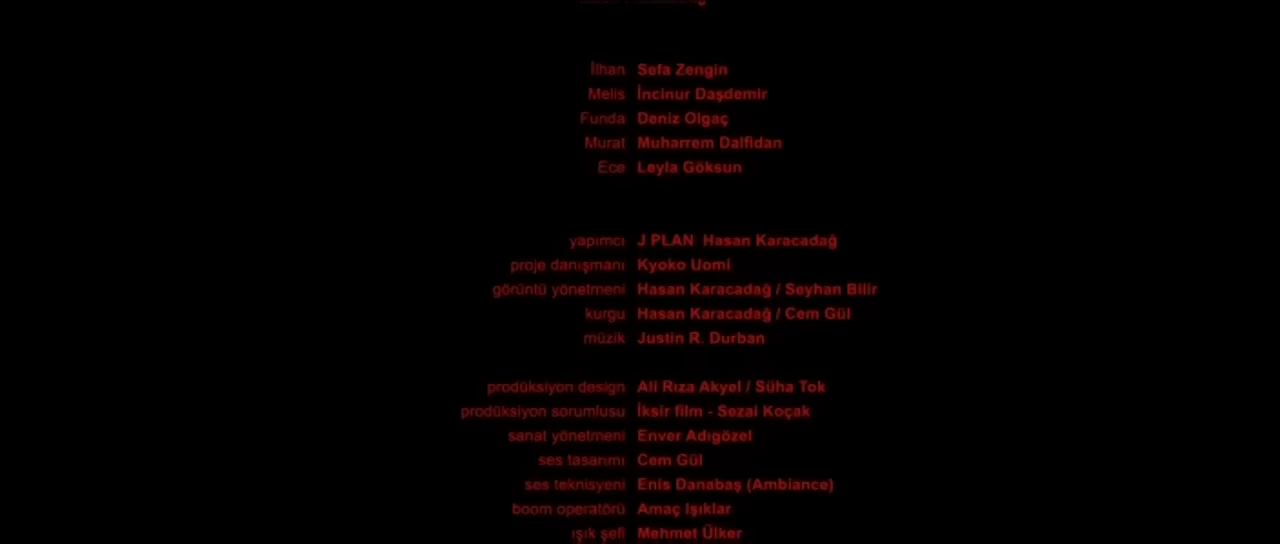 İlhan Sefa Zengin
Melis İncinur Daşdemir
Funda Deniz Olgaç
Murat Muharrem Dalfidan
Ece Leyla Göksun
yapımcı J PLAN Hasan Karacadağ
proje danışmanı Kyoko Uomi
görüntü yönetmeni Hasan Karacadağ / Seyhan Bilir
kurgu Hasan Karacadağ / Cem Gül
müzik Justin R. Durban
prodüksiyon design Ali Rıza Akyel / Süha Tok
prodüksiyon sorumlusu İksir film - Sezai Koçak
sanat yönetmeni Enver Adıgözel
ses tasarımı Cem Gül
ses teknisyeni Enis Danabaş (Ambiance)
boom operatörü Amaç Işıklar
ışık şefi Mehmet Ülker